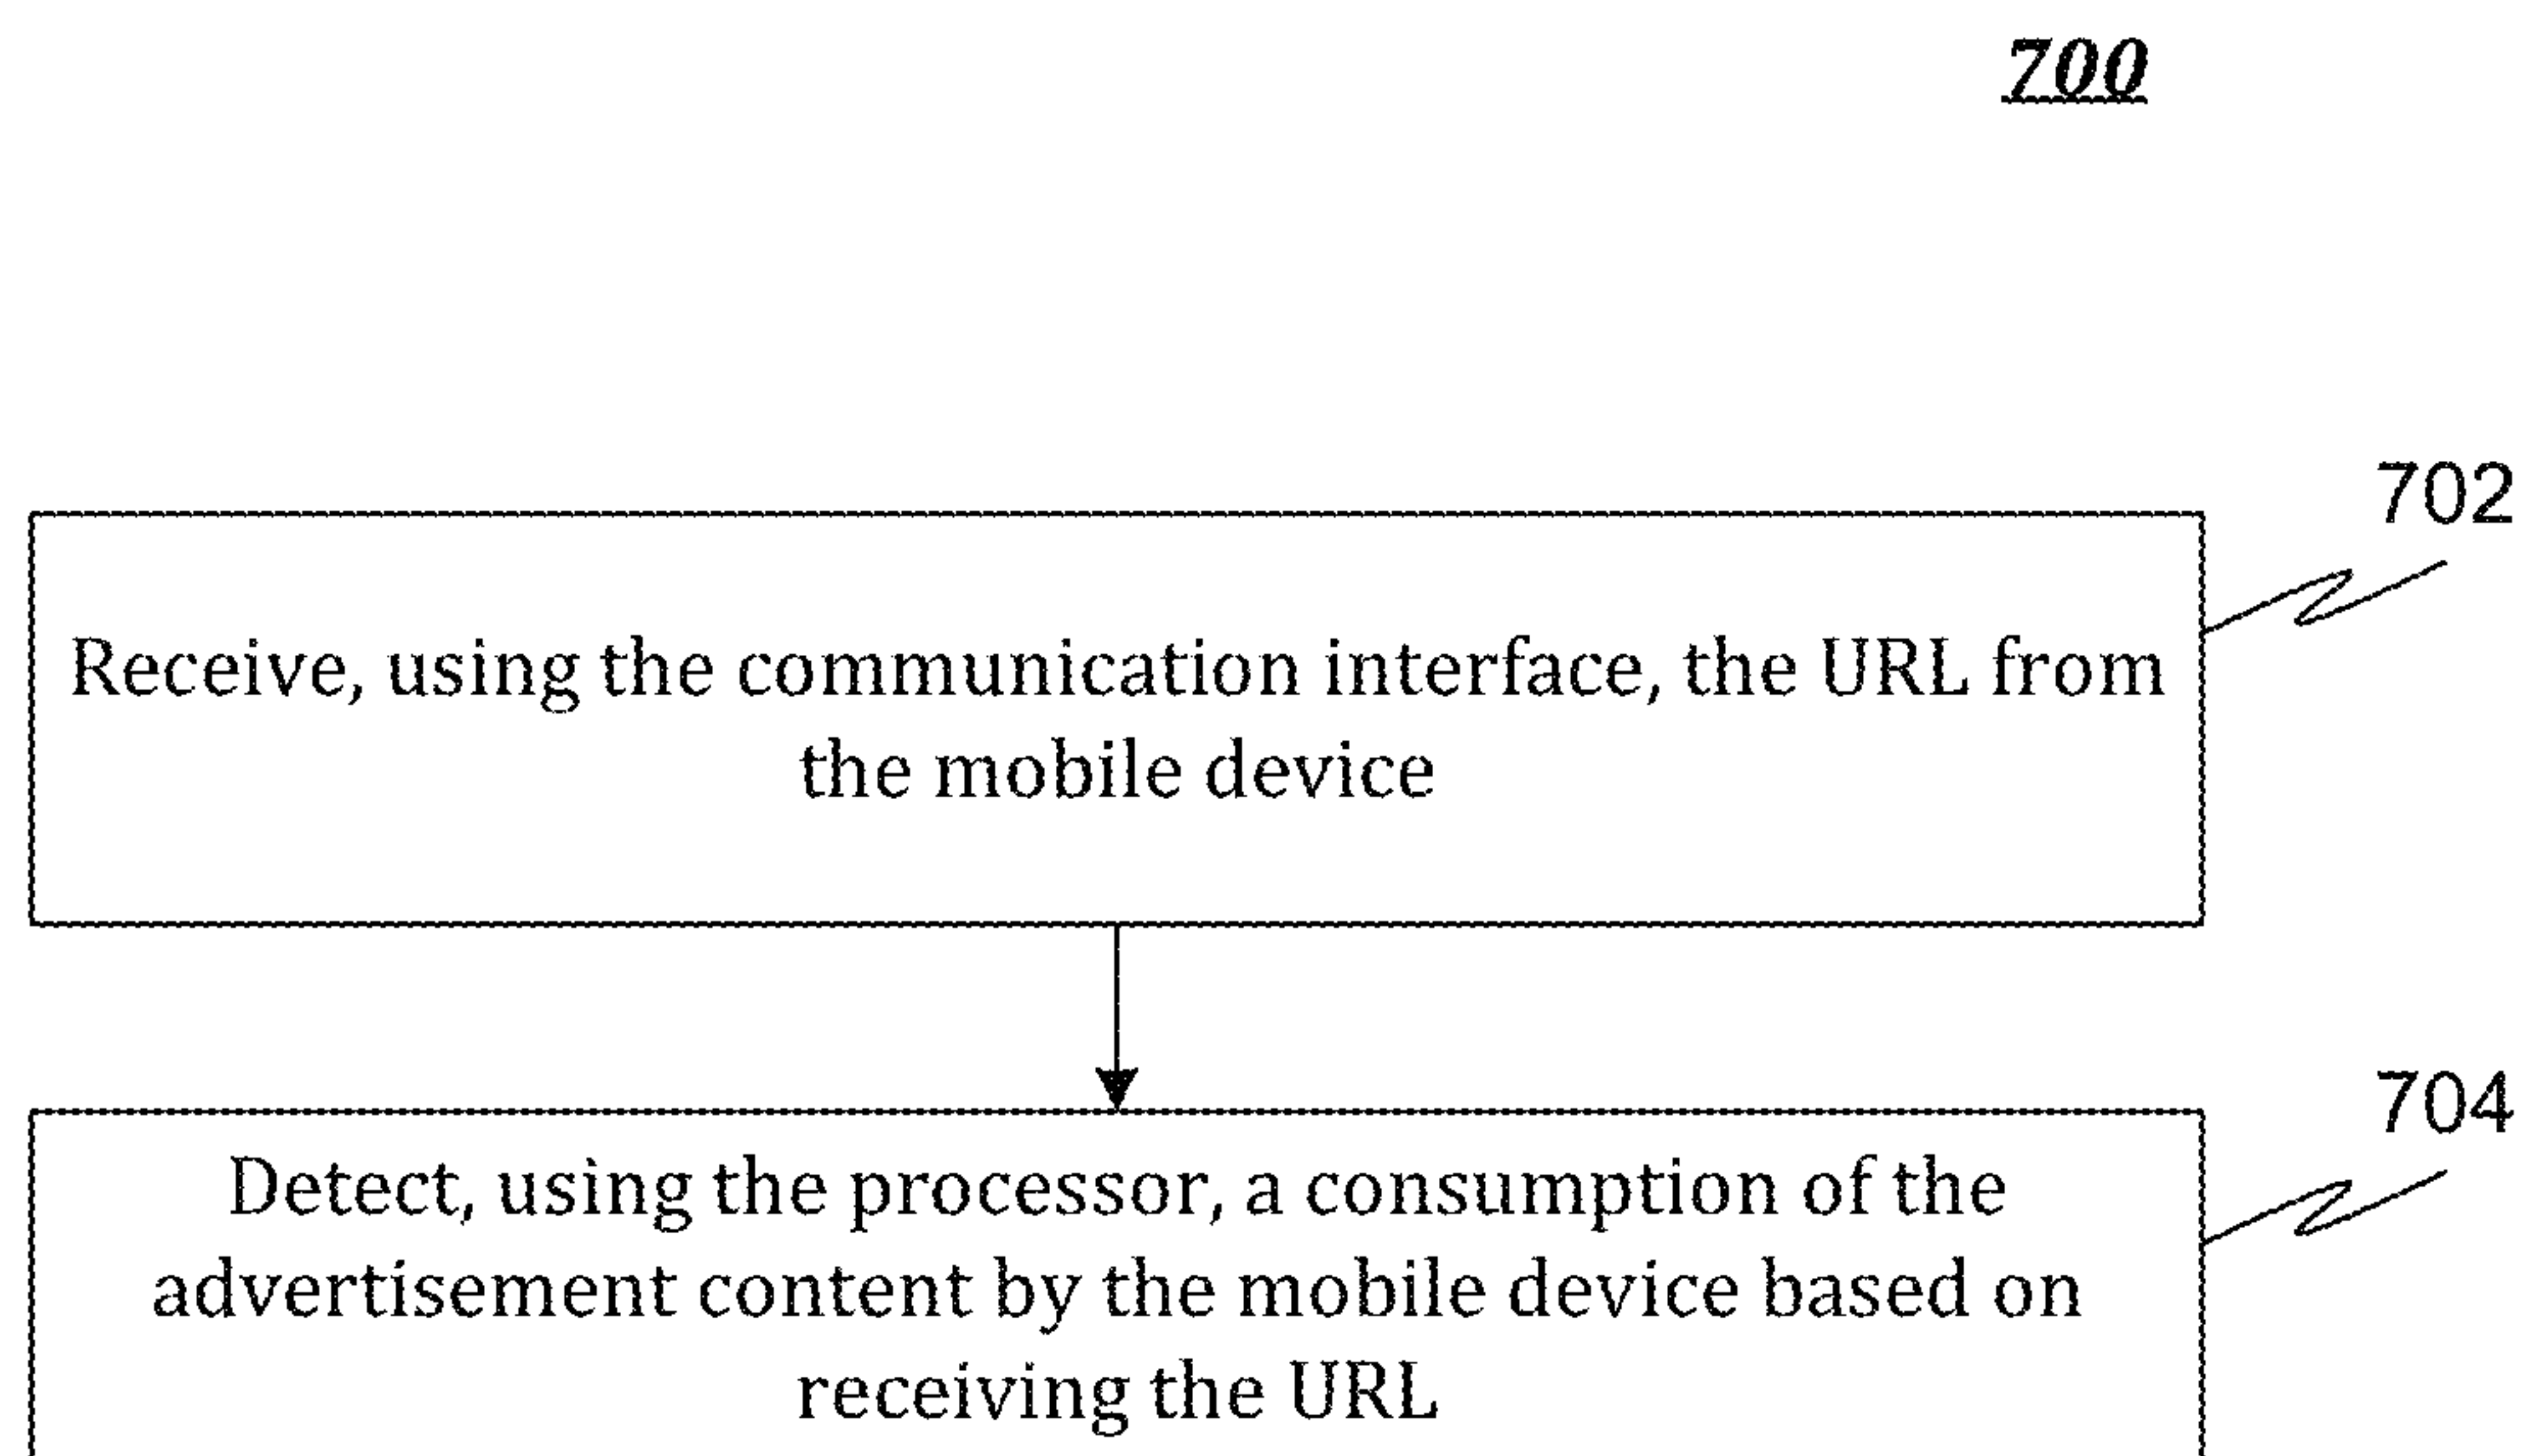 700
702
Receive, using the communication interface, the URL from
the mobile device
704
Detect, using the processor, a consumption of the
advertisement content by the mobile device based on
receiving the URL